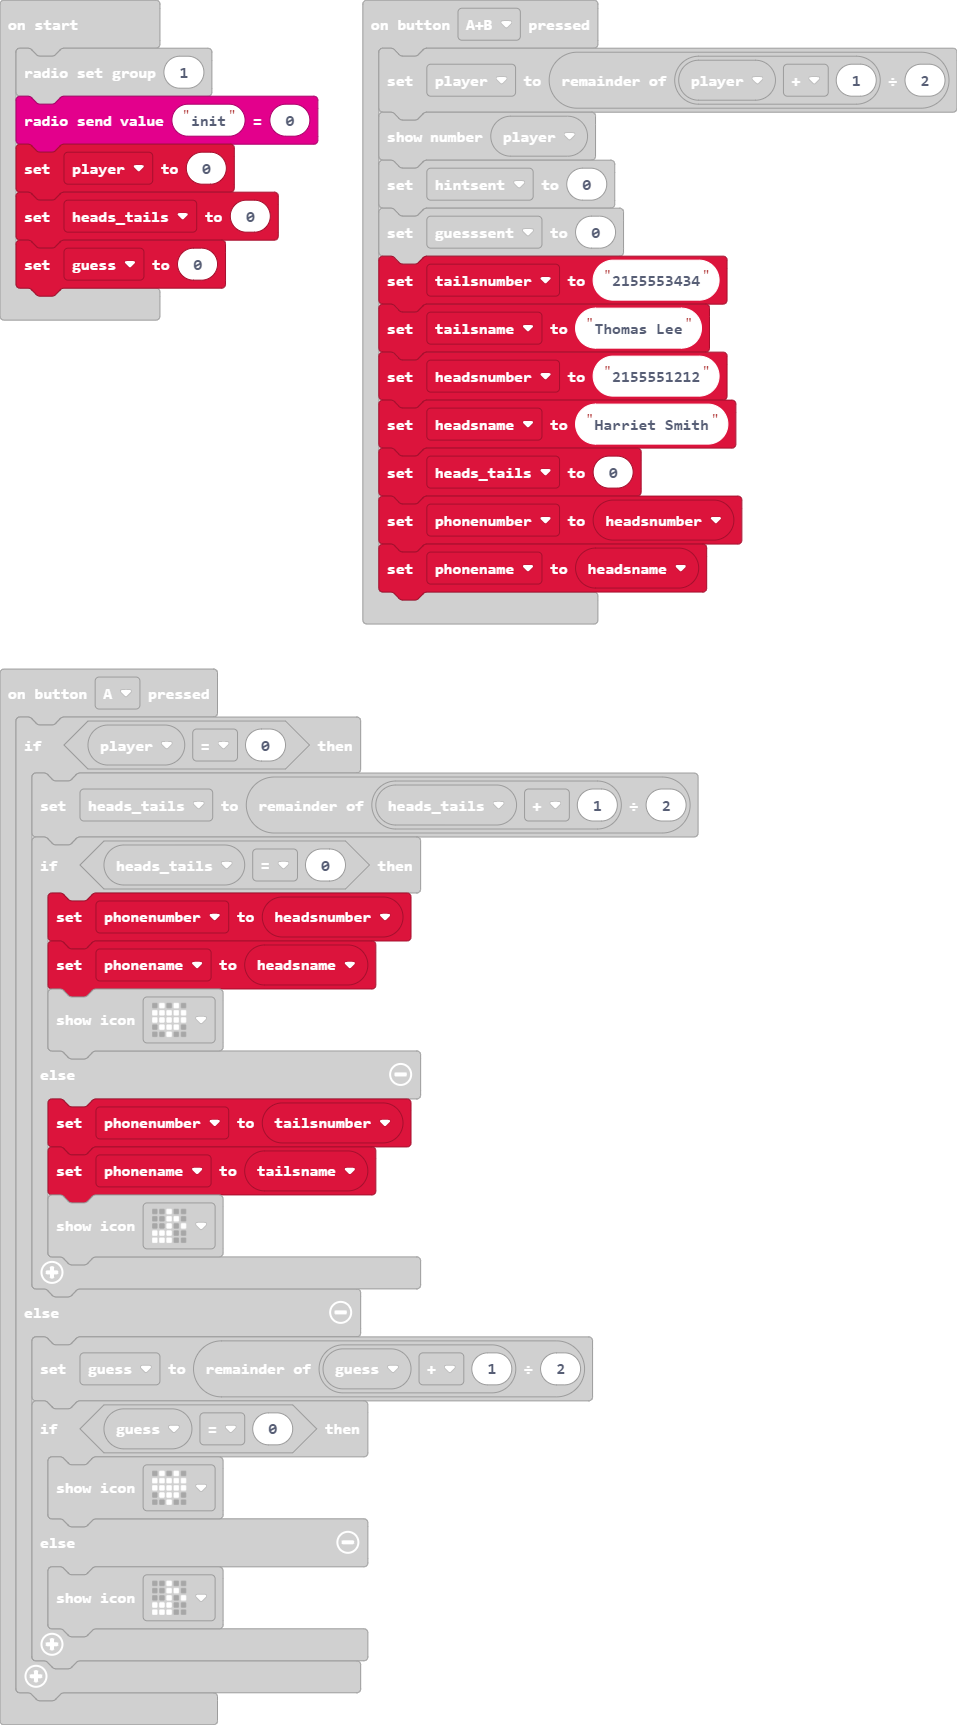 on start
radio set group 1
radio send value "init" = 0
set player to 0
set heads_tails to 0
set guess to 0
on button A+B pressed
set player to remainder of player + 1 ÷ 2
show number player
set hintsent to 0
set guesssent to 0
set tailsnumber to "2155553434"
set tailsname to "Thomas Lee"
set headsnumber to "2155551212"
set headsname to "Harriet Smith"
set heads_tails to 0
set phonenumber to headsnumber
set phonename to headsname
on button A pressed
if player = 0 then
set heads_tails to remainder of heads_tails + 1 ÷ 2
if heads_tails = 0 then
set phonenumber to headsnumber
set phonename to headsname
show icon
else
set phonenumber to tailsnumber
set phonename to tailsname
show icon
else
set guess to remainder of guess + 1 ÷ 2
if guess = 0 then
show icon
else
show icon